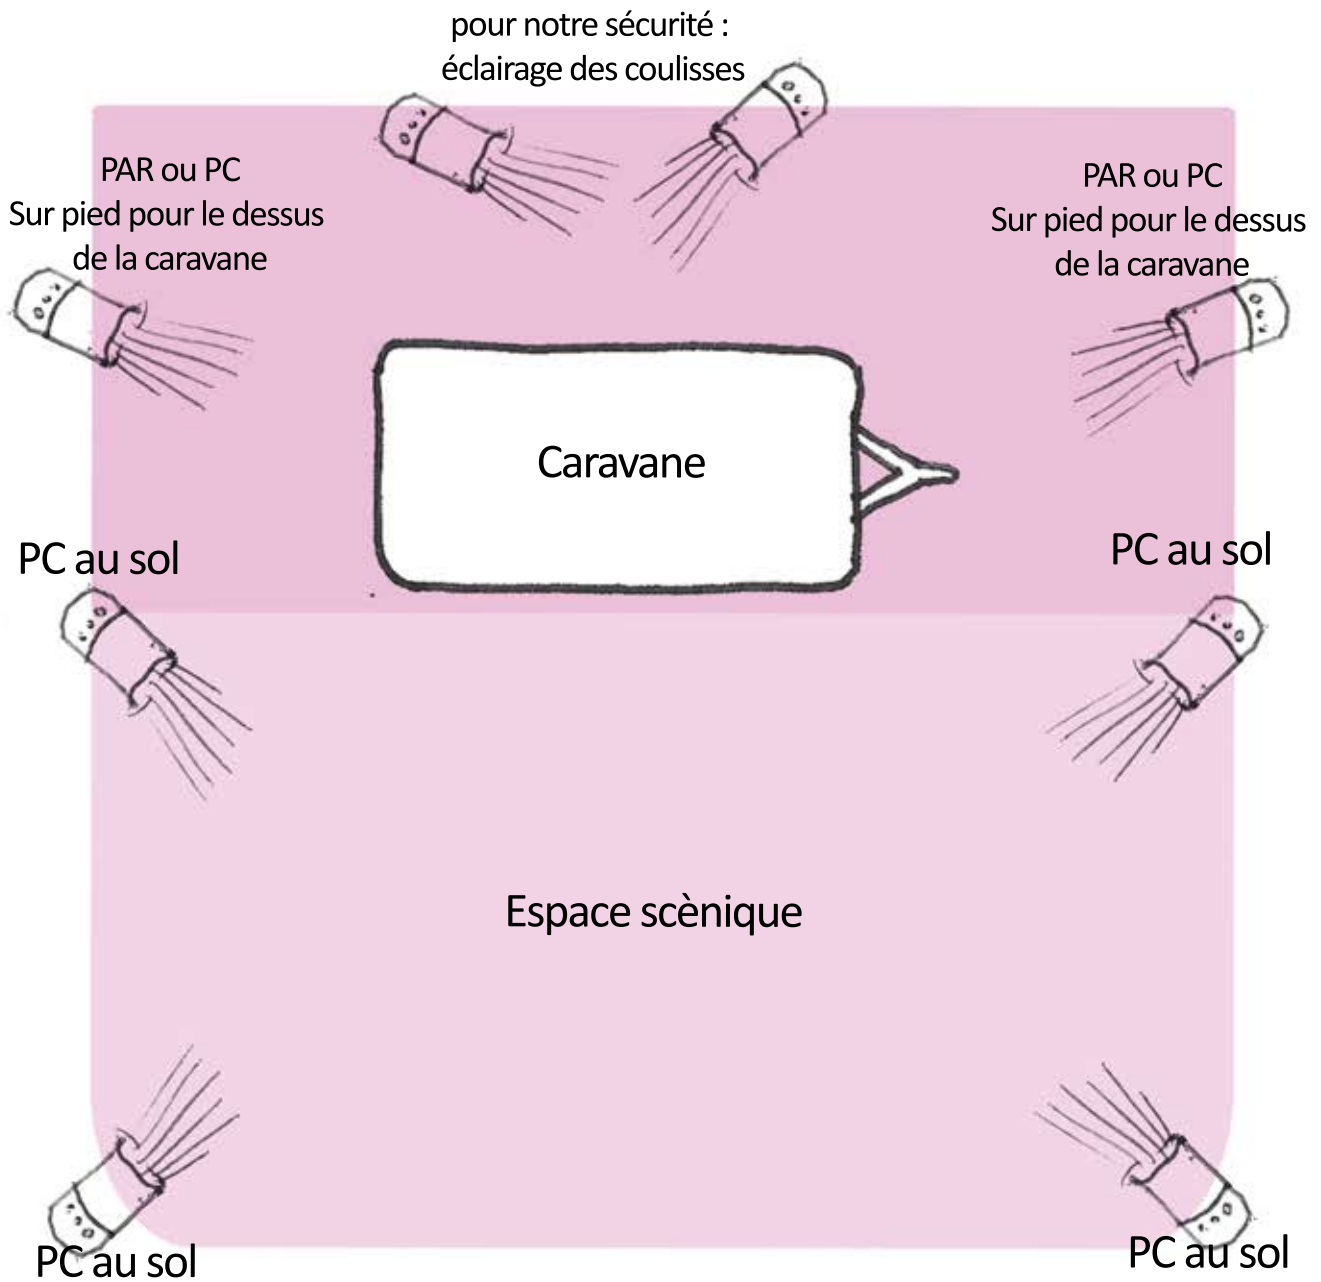 pour notre sécurité :
éclairage des coulisses
PAR ou PC
Sur pied pour le dessus
de la caravane
PAR ou PC
Sur pied pour le dessus
de la caravane
Caravane
PC au sol
PC au sol
Espace scènique
PC au sol
PC au sol